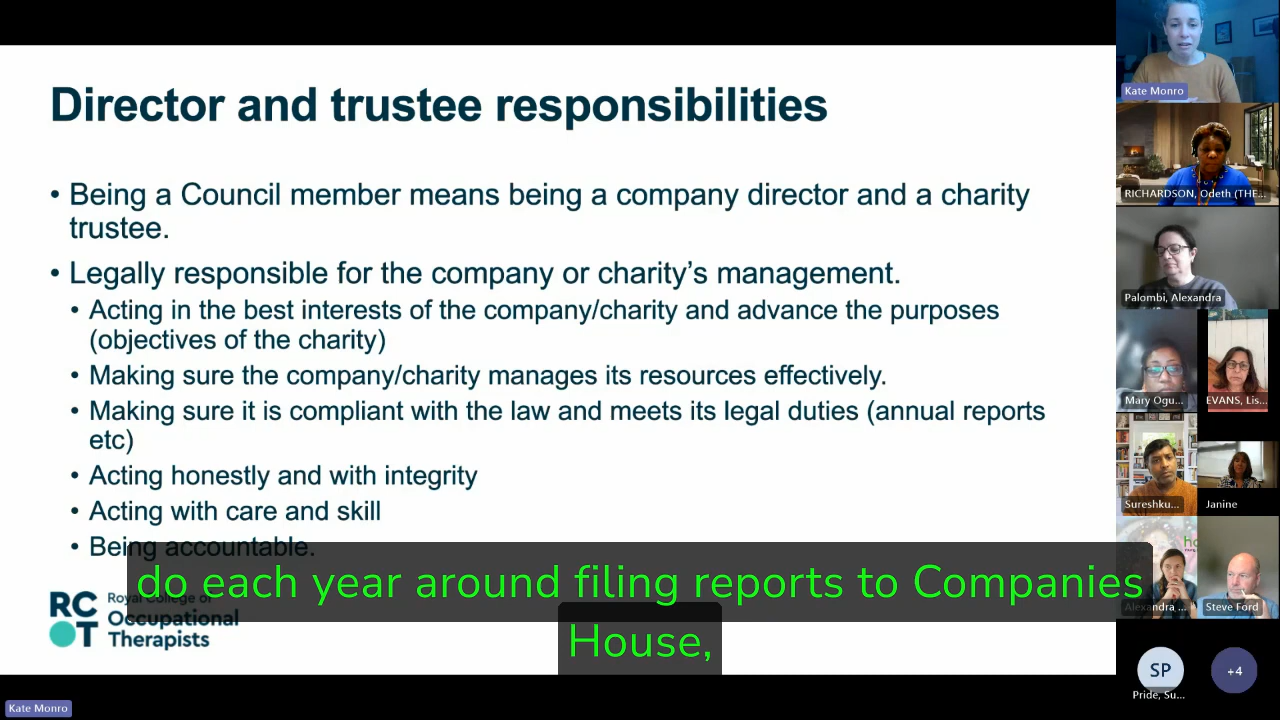 Director and trustee responsibilities
• Being a Council member means being a company director and a charity
trustee.
• Legally responsible for the company or charity’s management.
• Acting in the best interests of the company/charity and advance the purposes
(objectives of the charity)
• Making sure the company/charity manages its resources effectively.
• Making sure it is compliant with the law and meets its legal duties (annual reports
etc)
• Acting honestly and with integrity
• Acting with care and skill
• Being accountable.
do each year around filing reports to Companies
House,
RC
OT
Royal College of
Occupational
Therapists
Kate Monro
Kate Monro
RICHARDSON, Odeth (THE...
Palombi, Alexandra
Mary Ogu...
EVANS, Lis...
Sureshku...
Janine
Alexandra ...
Steve Ford
SP
Pride, Su...
+4